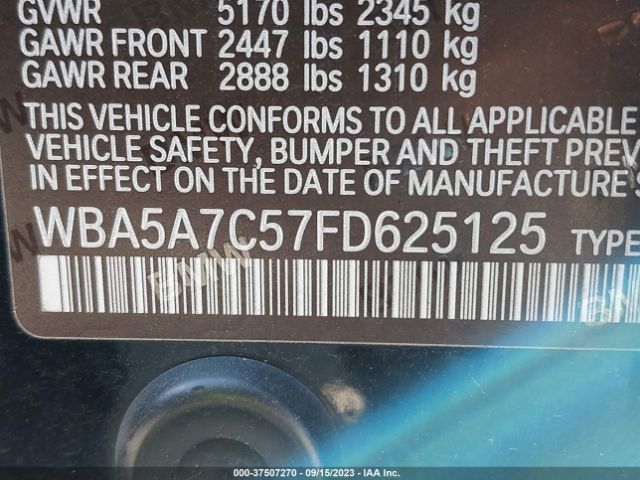 GVWR 5170 lbs 2345 kg
GAWR FRONT 2447 lbs 1110 kg
GAWR REAR 2888 lbs 1310 kg
THIS VEHICLE CONFORMS TO ALL APPLICABLE
VEHICLE SAFETY, BUMPER AND THEFT PREV
IN EFFECT ON THE DATE OF MANUFACTURE S
WBA5A7C57FD625125 TYPE
BMW
000-37507270 - 09/15/2023 - IAA Inc.